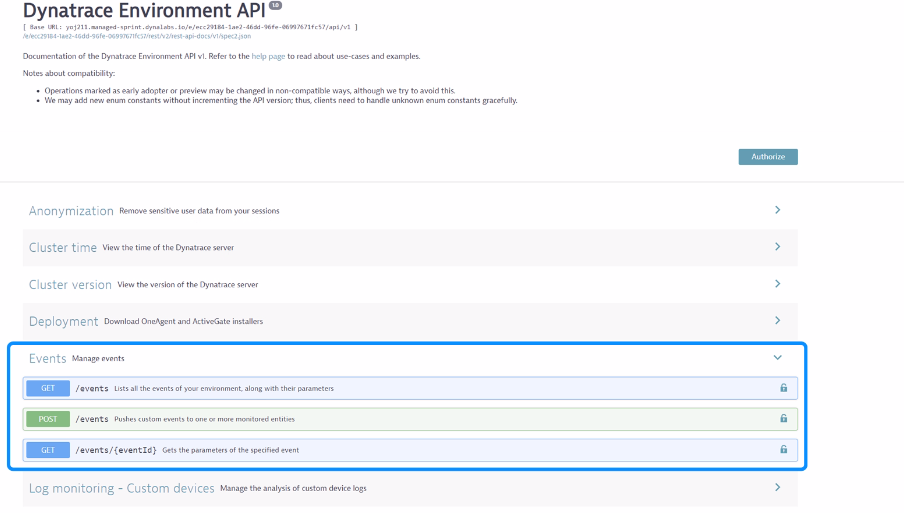 Dynatrace Environment API 1.0
[ Base URL: yoj211.managed-sprint.dynalabs.io/e/ecc29184-1ae2-46dd-96fe-06997671fc57/api/v1 ]
/e/ecc29184-1ae2-46dd-96fe-06997671fc57/rest/v2/rest-api-docs/v1/spec2.json
Documentation of the Dynatrace Environment API v1. Refer to the help page to read about use-cases and examples.
Notes about compatibility:
• Operations marked as early adopter or preview may be changed in non-compatible ways, although we try to avoid this.
• We may add new enum constants without incrementing the API version; thus, clients need to handle unknown enum constants gracefully.
Authorize
Anonymization Remove sensitive user data from your sessions
Cluster time View the time of the Dynatrace server
Cluster version View the version of the Dynatrace server
Deployment Download OneAgent and ActiveGate installers
Events Manage events
GET /events Lists all the events of your environment, along with their parameters
POST /events Pushes custom events to one or more monitored entities
GET /events/{eventId} Gets the parameters of the specified event
Log monitoring - Custom devices Manage the analysis of custom device logs